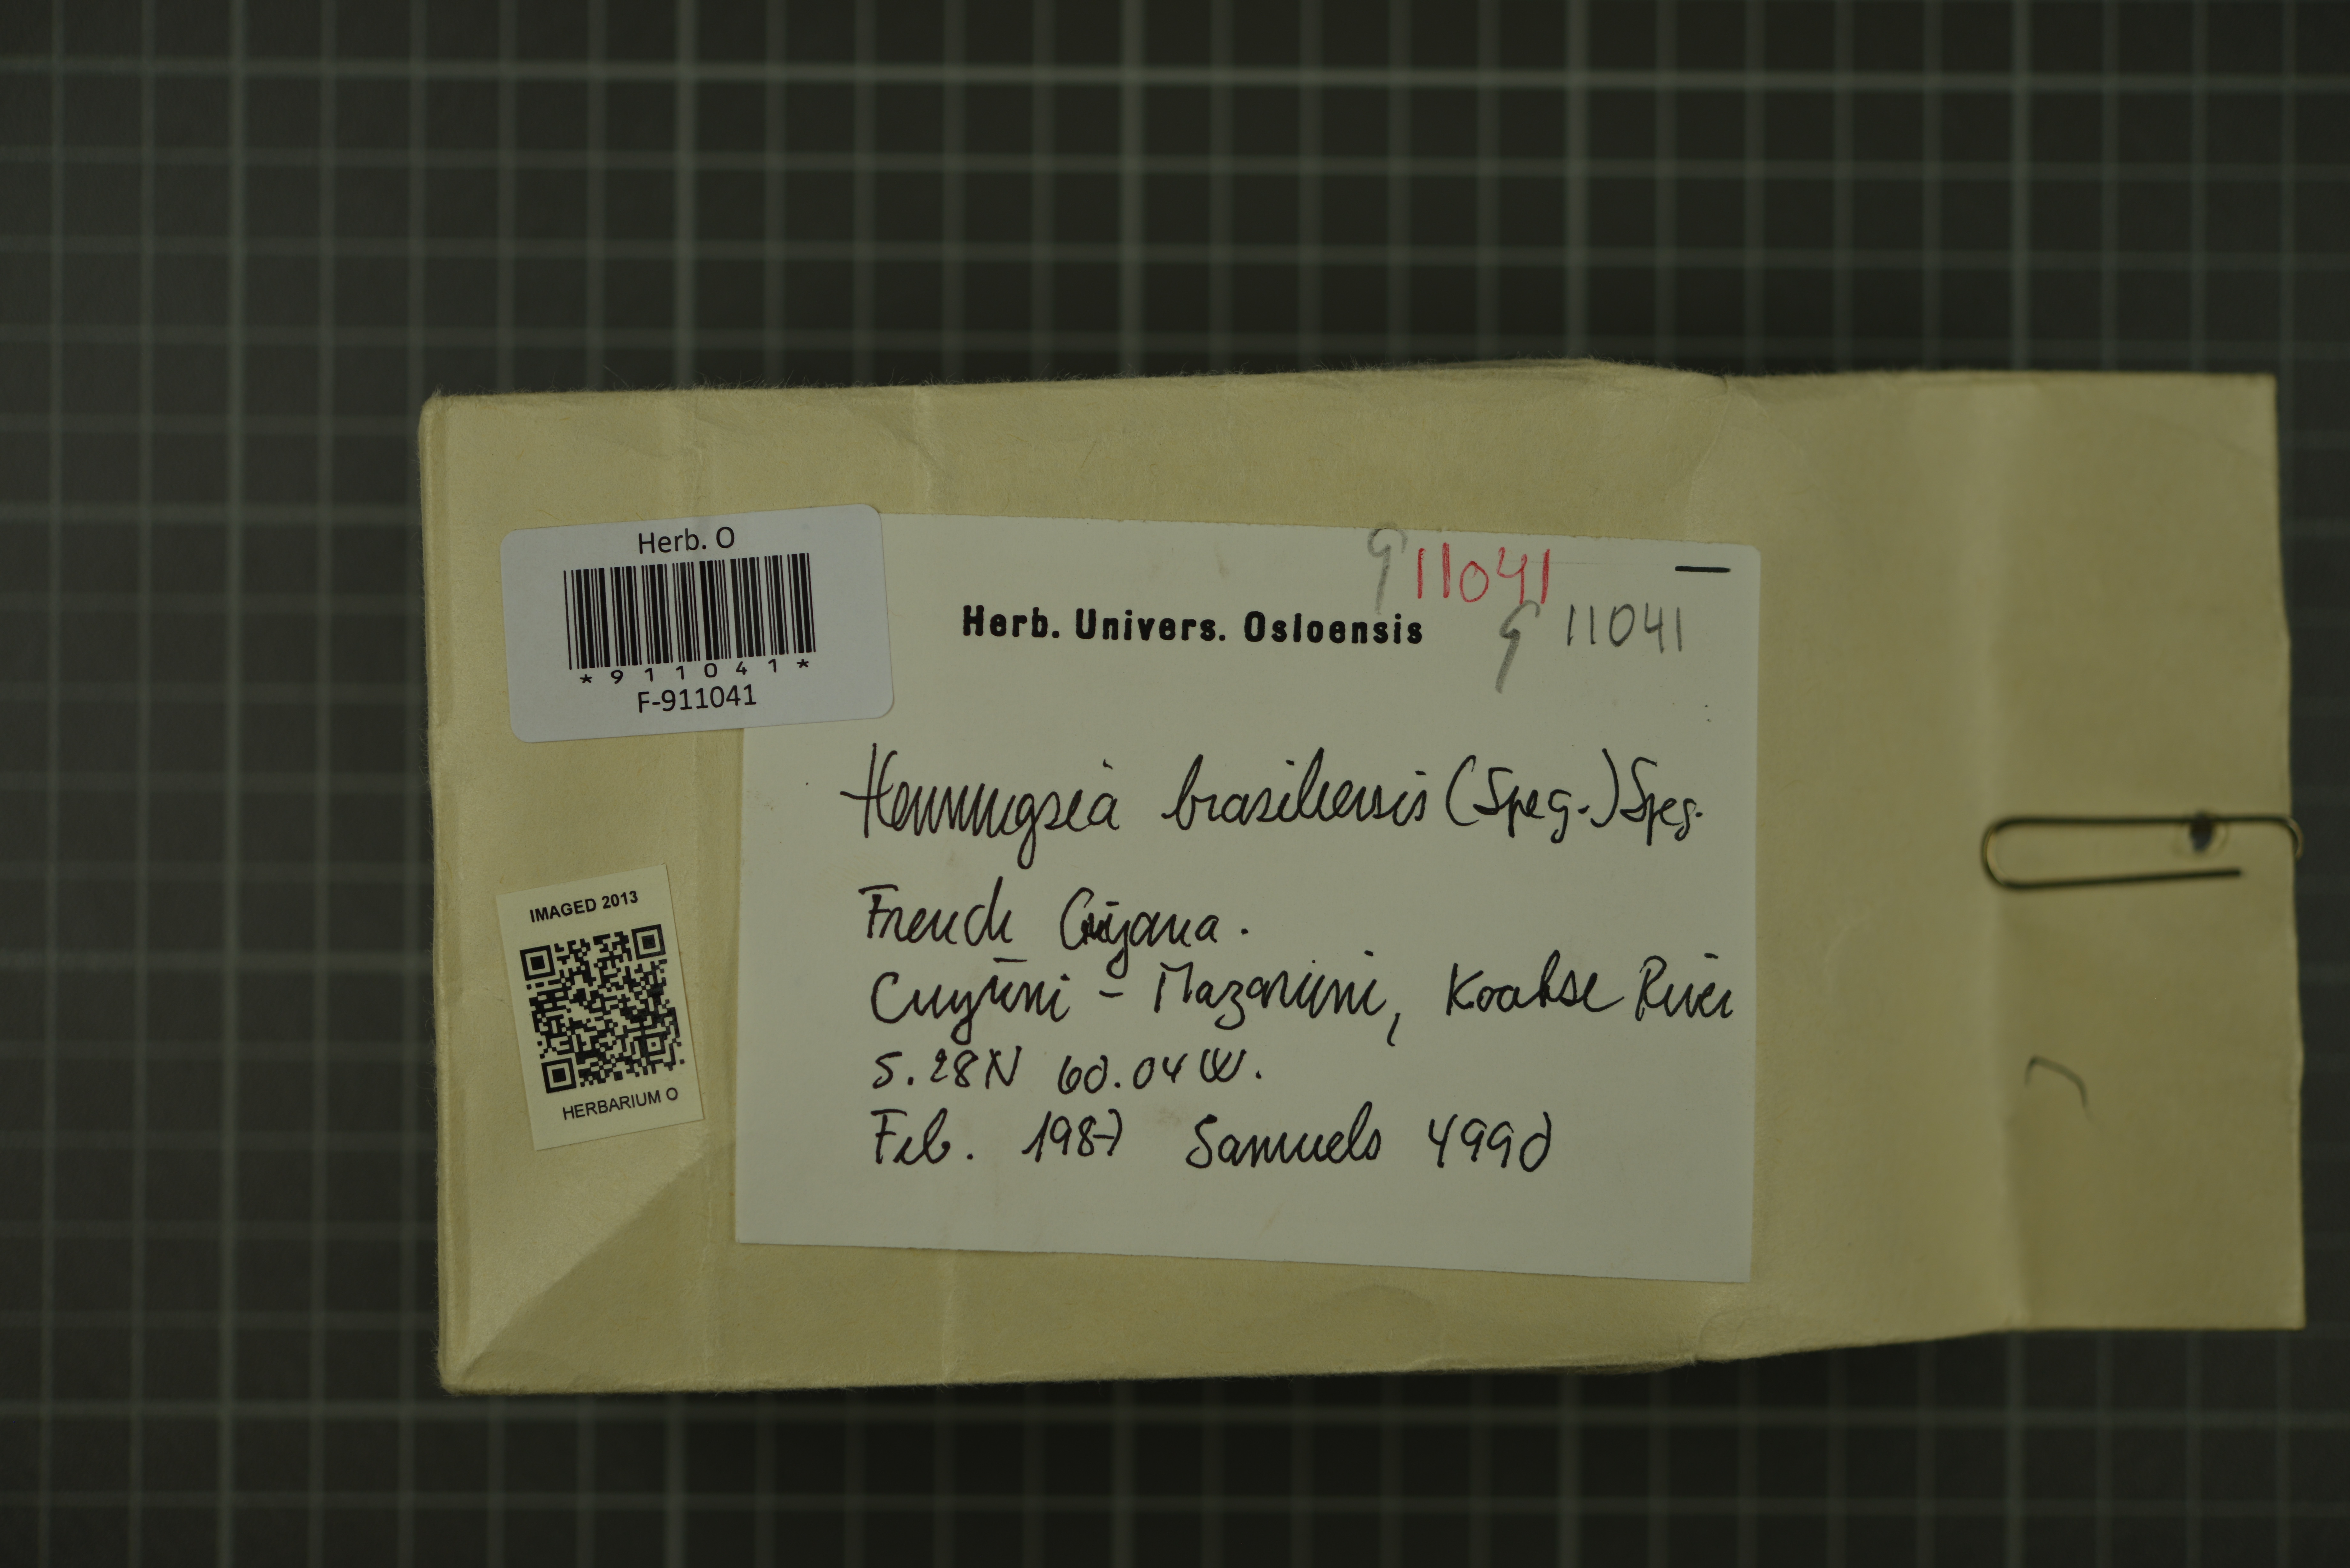 Herb. O
*911041*
F-911041
911041
Herb. Univers. Osloensis
911041
Henningsia brasiliensis (Speg.) Speg.
French Guyana.
Cuyuni - Mazaruni, Koatse River
5.28N 60.04W.
Feb. 1987 Samuels 4990
IMAGED 2013
HERBARIUM O